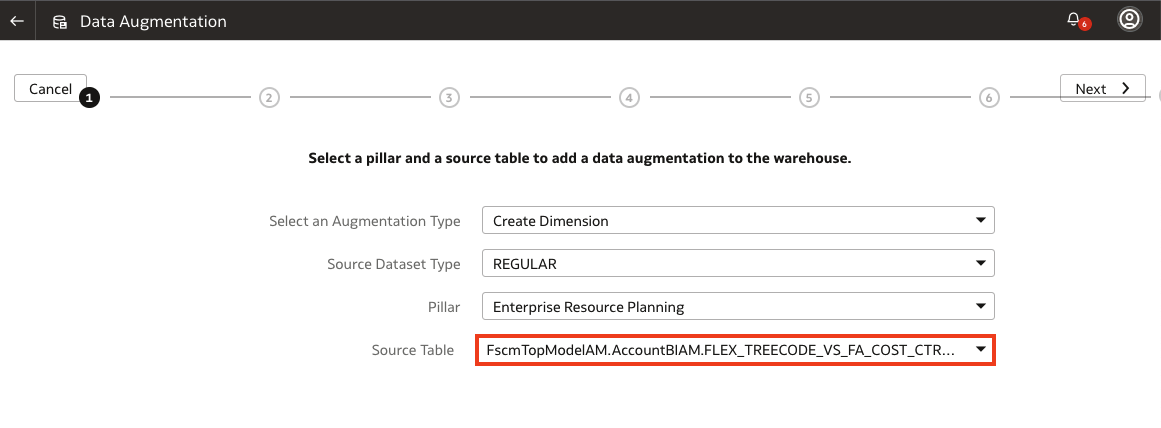 Data Augmentation
6
Cancel
1
2
3
4
5
6
Next
Select a pillar and a source table to add a data augmentation to the warehouse.
Select an Augmentation Type Create Dimension
Source Dataset Type REGULAR
Pillar Enterprise Resource Planning
Source Table FscmTopModelAM.AccountBIAM.FLEX_TREECODE_VS_FA_COST_CTR...